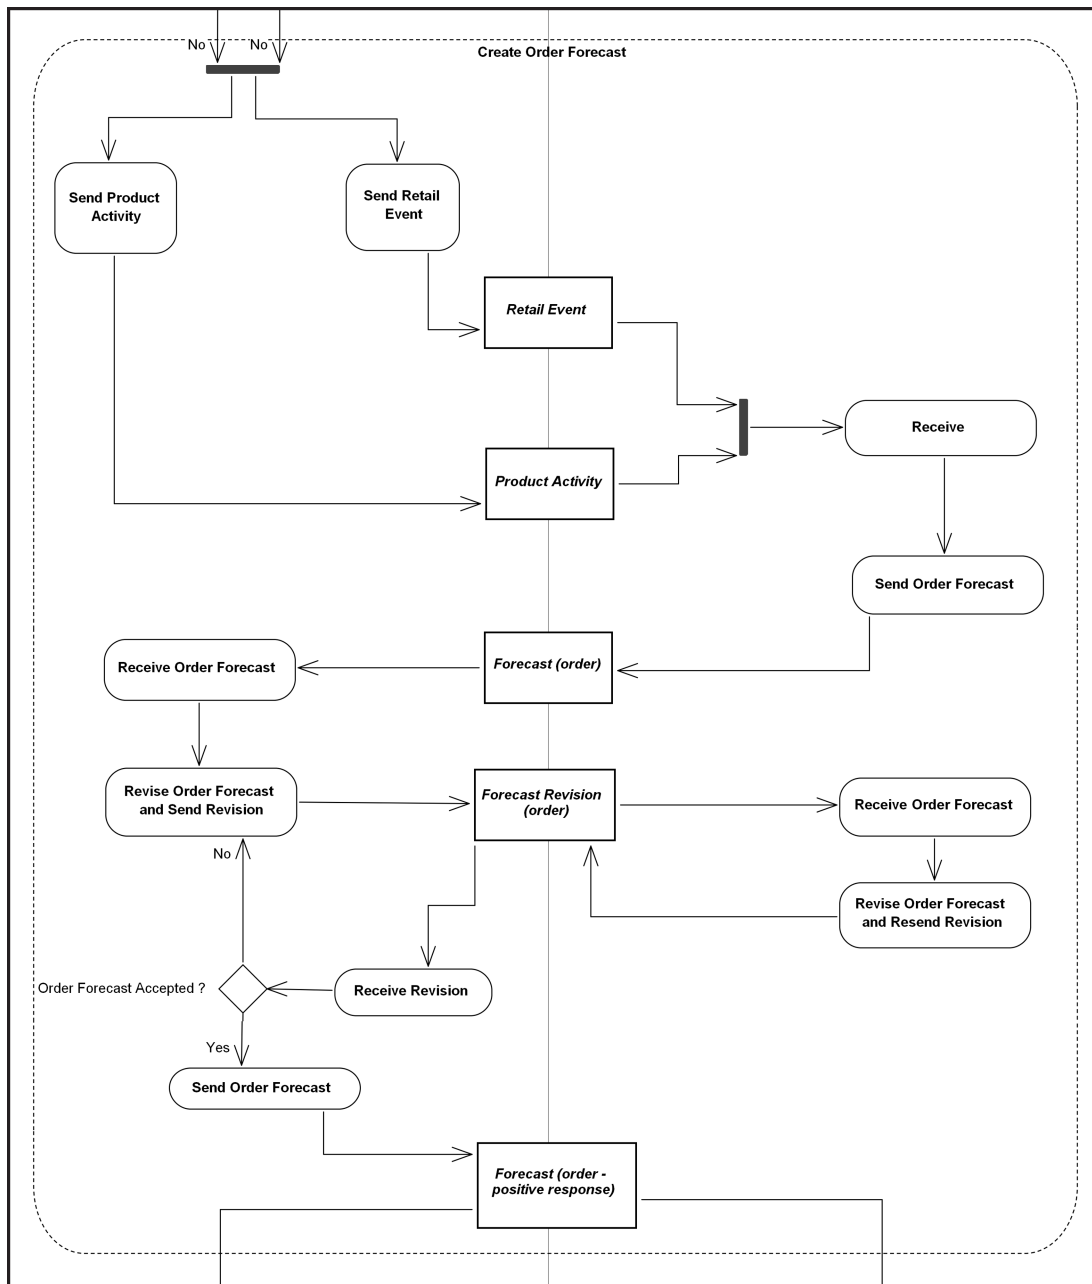 No
No
Create Order Forecast
Send Product
Activity
Send Retail
Event
Retail Event
Receive
Product Activity
Send Order Forecast
Receive Order Forecast
Forecast (order)
Revise Order Forecast
and Send Revision
Forecast Revision
(order)
Receive Order Forecast
No
Revise Order Forecast
and Resend Revision
Order Forecast Accepted ?
Receive Revision
Yes
Send Order Forecast
Forecast (order -
positive response)